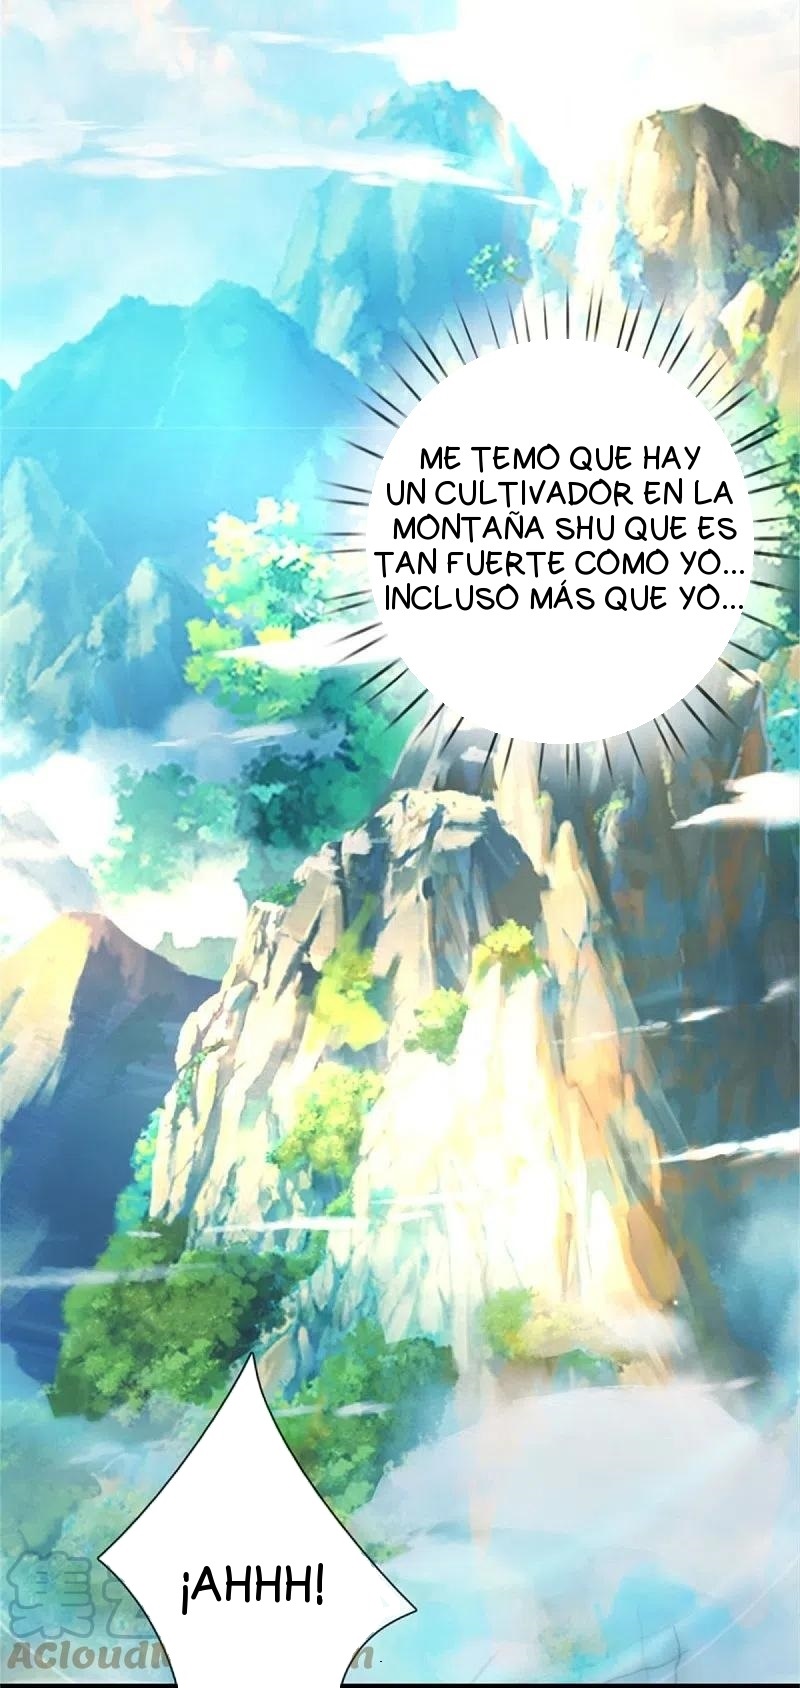 ME TEMO QUE HAY
UN CULTIVADOR EN LA
MONTAÑA SHU QUE ES
TAN FUERTE COMO YO...
INCLUSO MÁS QUE YO...
¡AHHH!
ACloud